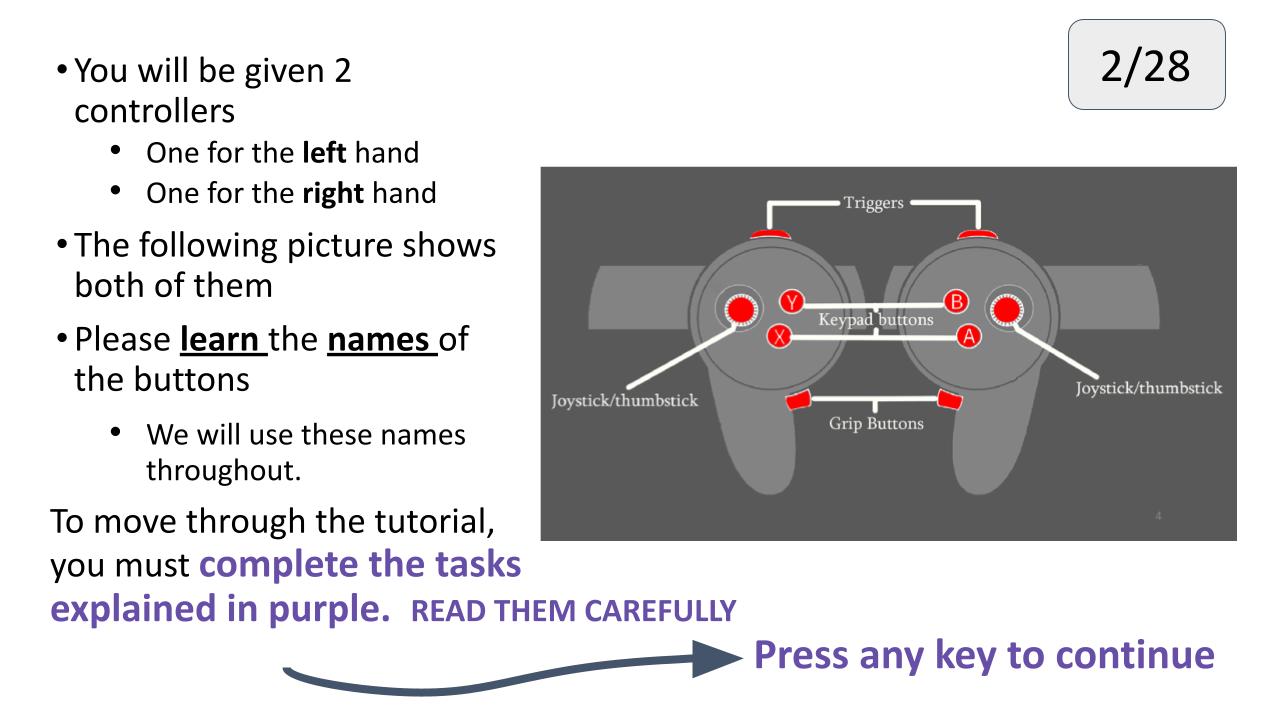 • You will be given 2
controllers
• One for the left hand
• One for the right hand
• The following picture shows
both of them
• Please learn the names of
the buttons
• We will use these names
throughout.
To move through the tutorial,
you must complete the tasks
explained in purple. READ THEM CAREFULLY
Press any key to continue
2/28
Triggers
Y
B
Keypad buttons
X
A
Joystick/thumbstick
Joystick/thumbstick
Grip Buttons
4